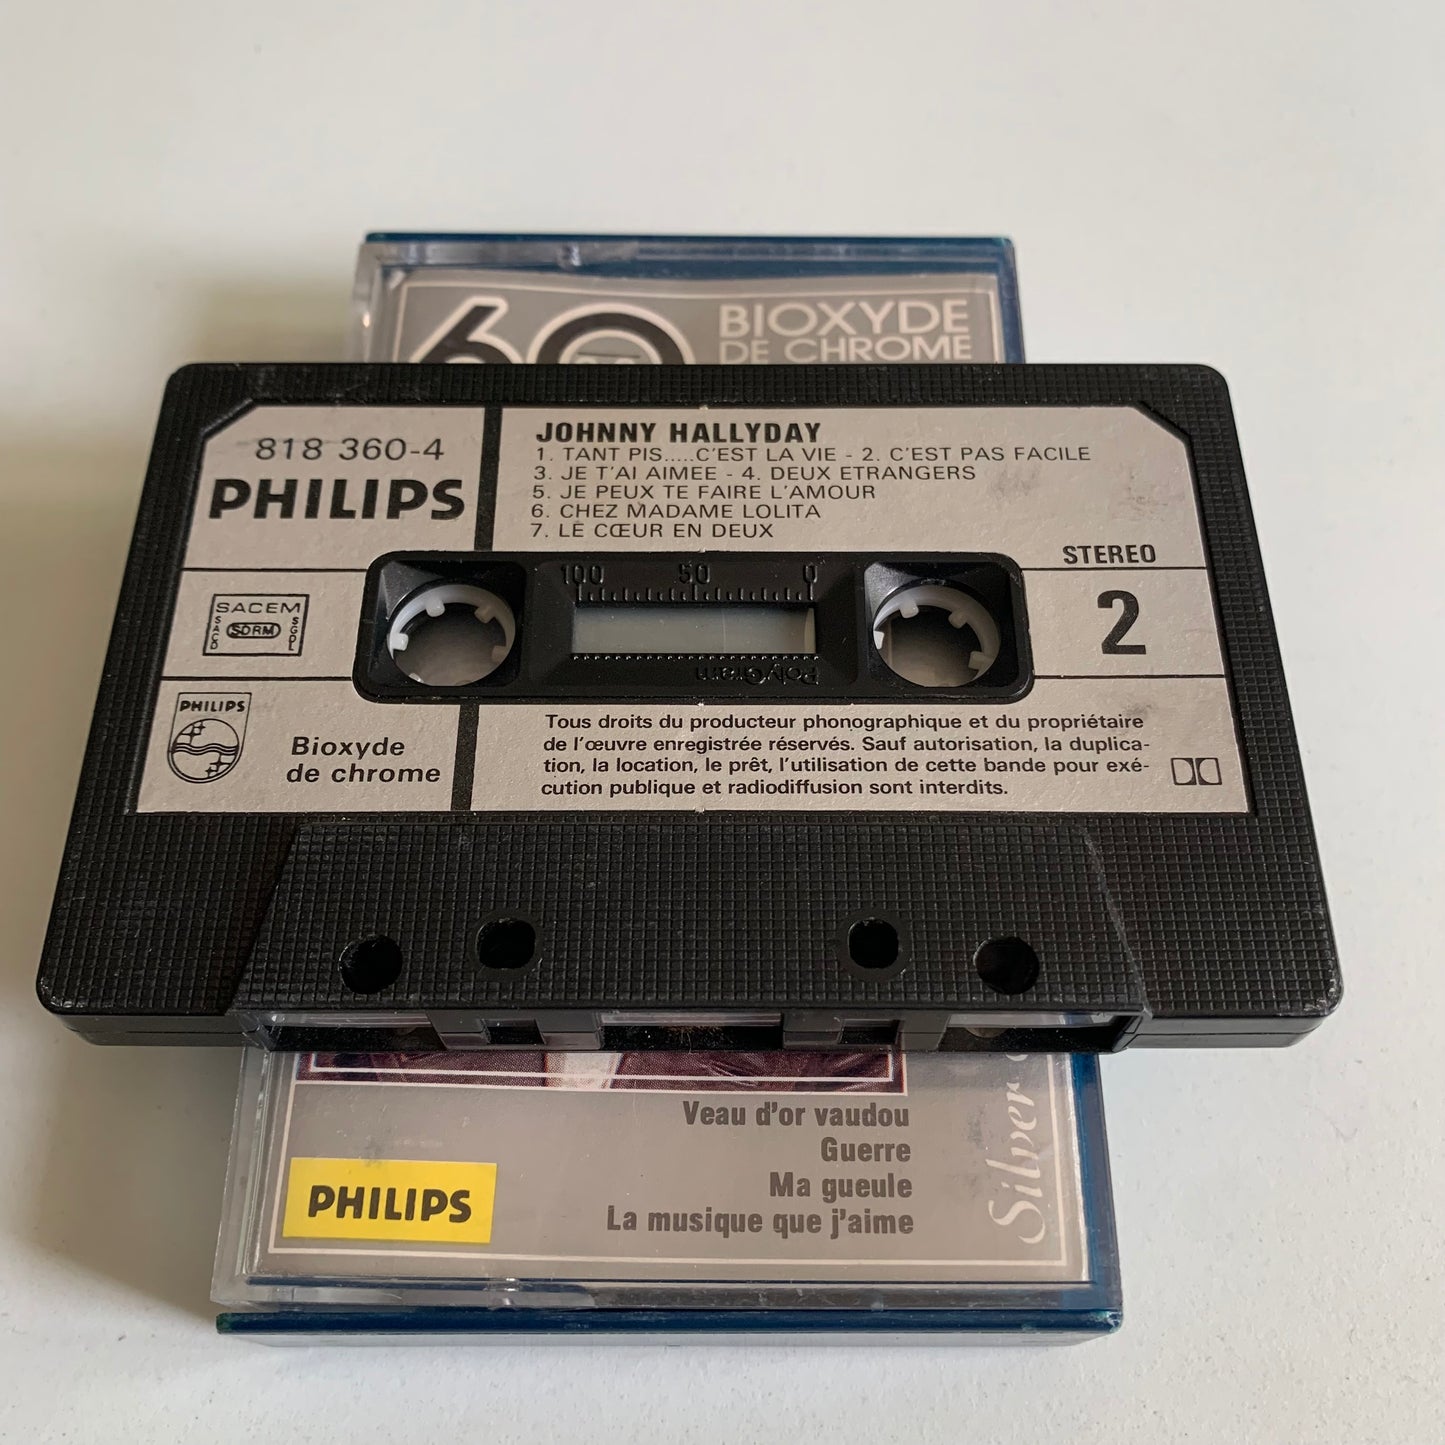 60
BIOXYDE
DE CHROME
818 360-4
PHILIPS
JOHNNY HALLYDAY
1. TANT PIS.....C'EST LA VIE - 2. C'EST PAS FACILE
3. JE T'AI AIMEE - 4. DEUX ETRANGERS
5. JE PEUX TE FAIRE L'AMOUR
6. CHEZ MADAME LOLITA
7. LE CŒUR EN DEUX
STEREO
2
100 50 0
PolyGram
SACEM
SACD
SDRM
SGDL
PHILIPS
Bioxyde
de chrome
Tous droits du producteur phonographique et du propriétaire
de l'œuvre enregistrée réservés. Sauf autorisation, la duplica-
tion, la location, le prêt, l'utilisation de cette bande pour exé-
cution publique et radiodiffusion sont interdits.
Veau d'or vaudou
Guerre
Ma gueule
La musique que j'aime
PHILIPS
Silver